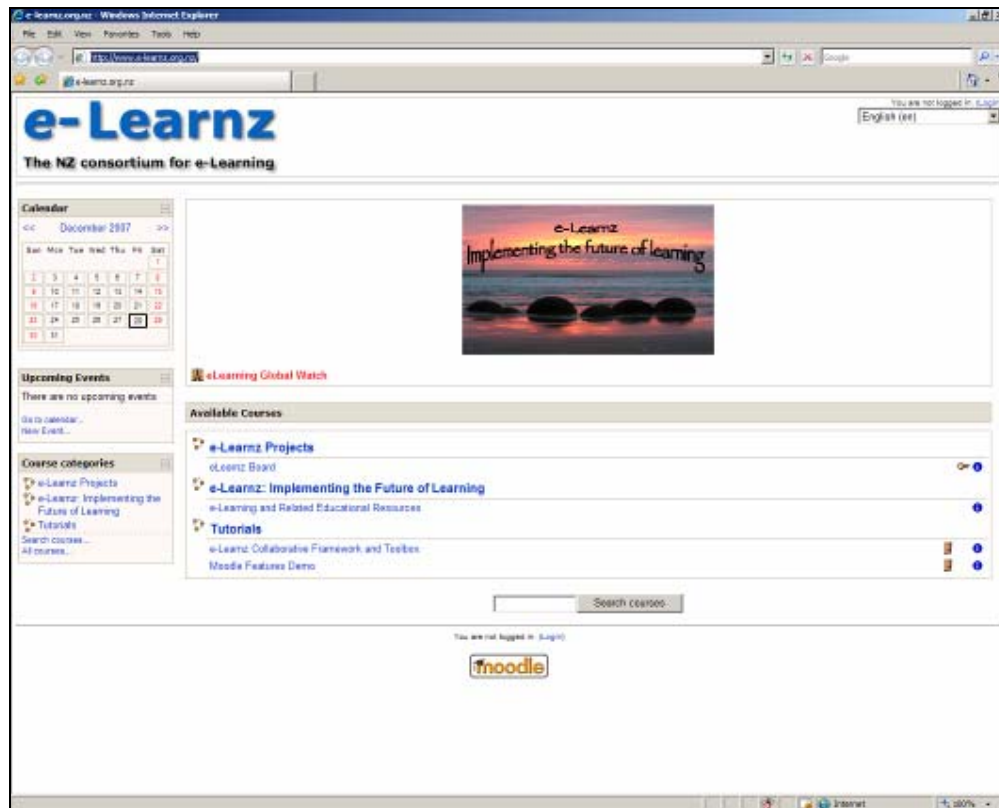 e-learnz.org.nz - Windows Internet Explorer
File Edit View Favorites Tools Help
http://www.e-learnz.org.nz/
Google
e-learnz.org.nz
You are not logged in. (Login)
English (en)
e-Learnz
The NZ consortium for e-Learning
Calendar
<< December 2007 >>
Sun Mon Tue Wed Thu Fri Sat
1
2 3 4 5 6 7 8
9 10 11 12 13 14 15
16 17 18 19 20 21 22
23 24 25 26 27 28 29
30 31
e-Learnz
Implementing the future of learning
eLearning Global Watch
Upcoming Events
There are no upcoming events
Go to calendar...
New Event...
Course categories
e-Learnz Projects
e-Learnz: Implementing the
Future of Learning
Tutorials
Search courses...
All courses...
Available Courses
e-Learnz Projects
eLearnz Board
e-Learnz: Implementing the Future of Learning
e-Learning and Related Educational Resources
Tutorials
e-Learnz Collaborative Framework and Toolbox
Moodle Features Demo
Search courses
You are not logged in. (Login)
moodle
Internet
100%